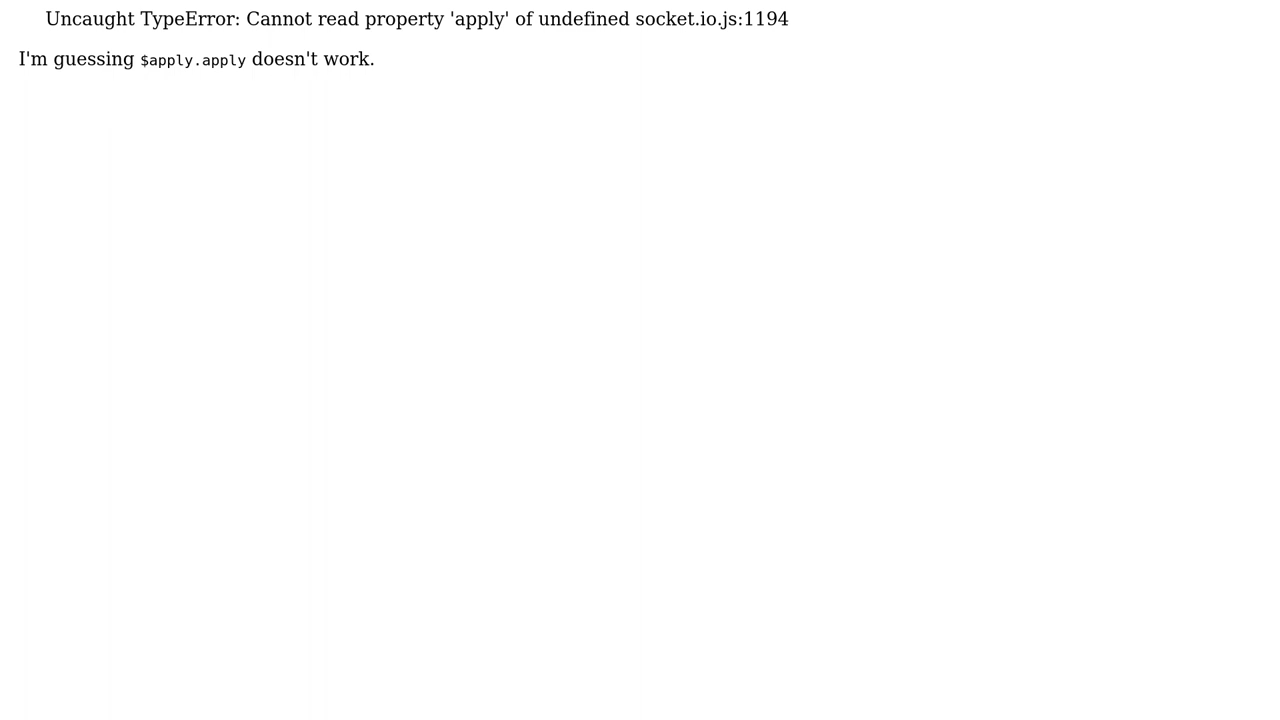 Uncaught TypeError: Cannot read property 'apply' of undefined socket.io.js:1194
I'm guessing $apply.apply doesn't work.